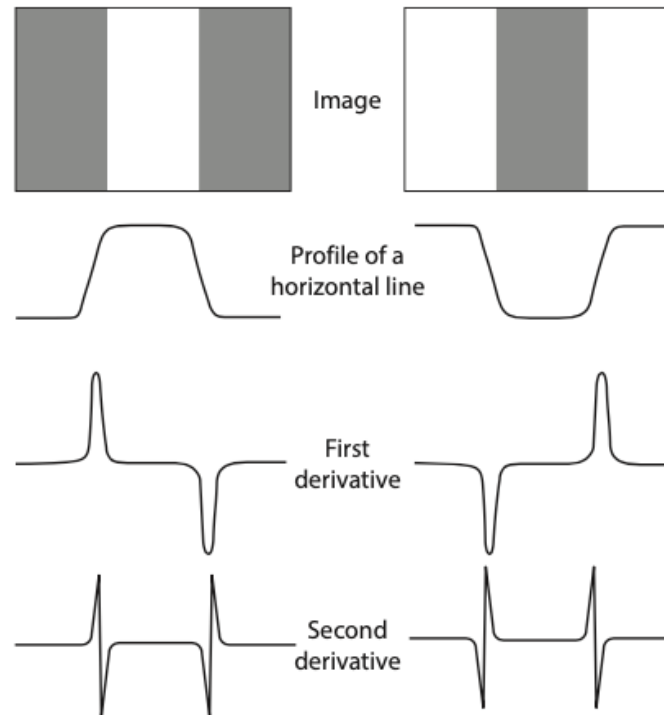 Image
Profile of a
horizontal line
First
derivative
Second
derivative